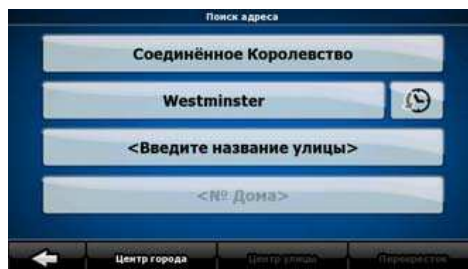 Поиск адреса
Соединённое Королевство
Westminster
<Введите название улицы>
<№ Дома>
Центр города Центр улицы Перекресток